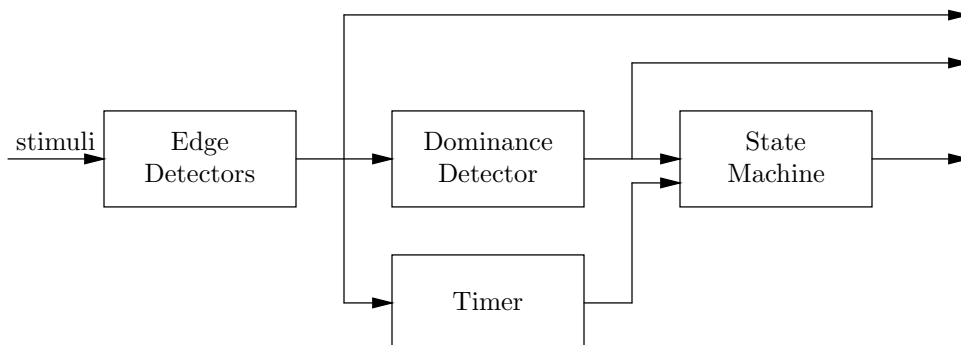 stimuli
Edge
Detectors
Dominance
Detector
State
Machine
Timer